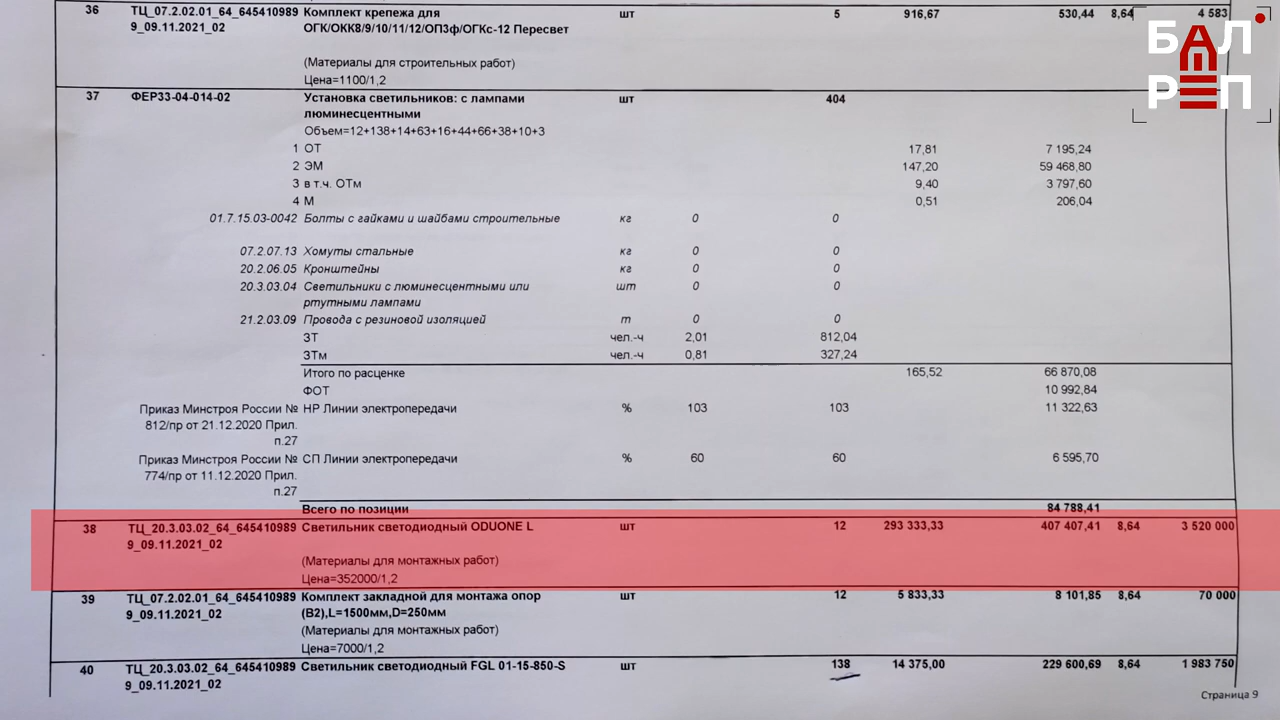 36 ТЦ_07.2.02.01_64_645410989 Комплект крепежа для шт 5 916,67 530,44 8,64 4 583
9_09.11.2021_02 ОГК/ОКК8/9/10/11/12/ОП3ф/ОГКс-12 Пересвет
(Материалы для строительных работ)
Цена=1100/1,2
БАЛ
РЕП
37 ФЕР33-04-014-02 Установка светильников: с лампами шт 404
люминесцентными
Объем=12+138+14+63+16+44+66+38+10+3
1 ОТ 17,81 7 195,24
2 ЭМ 147,20 59 468,80
3 в т.ч. ОТм 9,40 3 797,60
4 М 0,51 206,04
01.7.15.03-0042 Болты с гайками и шайбами строительные кг 0 0
07.2.07.13 Хомуты стальные кг 0 0
20.2.06.05 Кронштейны кг 0 0
20.3.03.04 Светильники с люминесцентными или шт 0 0
ртутными лампами
21.2.03.09 Провода с резиновой изоляцией т 0 0
ЗТ чел.-ч 2,01 812,04
ЗТм чел.-ч 0,81 327,24
Итого по расценке 165,52 66 870,08
ФОТ 10 992,84
Приказ Минстроя России № НР Линии электропередачи % 103 103 11 322,63
812/пр от 21.12.2020 Прил.
п.27
Приказ Минстроя России № СП Линии электропередачи % 60 60 6 595,70
774/пр от 11.12.2020 Прил.
п.27
Всего по позиции 84 788,41
38 ТЦ_20.3.03.02_64_645410989 Светильник светодиодный ODUONE L шт 12 293 333,33 407 407,41 8,64 3 520 000
9_09.11.2021_02
(Материалы для монтажных работ)
Цена=352000/1,2
39 ТЦ_07.2.02.01_64_645410989 Комплект закладной для монтажа опор шт 12 5 833,33 8 101,85 8,64 70 000
9_09.11.2021_02 (В2),L=1500мм,D=250мм
(Материалы для монтажных работ)
Цена=7000/1,2
40 ТЦ_20.3.03.02_64_645410989 Светильник светодиодный FGL 01-15-850-S шт 138 14 375,00 229 600,69 8,64 1 983 750
9_09.11.2021_02
Страница 9